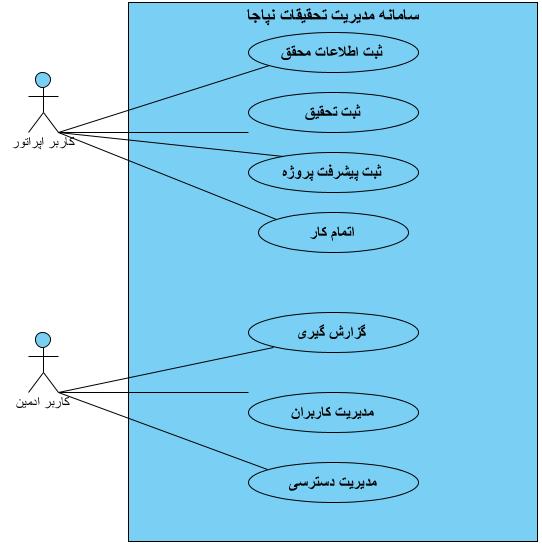 سامانه مدیریت تحقیقات نپاجا
ثبت اطلاعات محقق
ثبت تحقیق
کاربر اپراتور
ثبت پیشرفت پروژه
اتمام کار
گزارش گیری
کاربر ادمین
مدیریت کاربران
مدیریت دسترسی